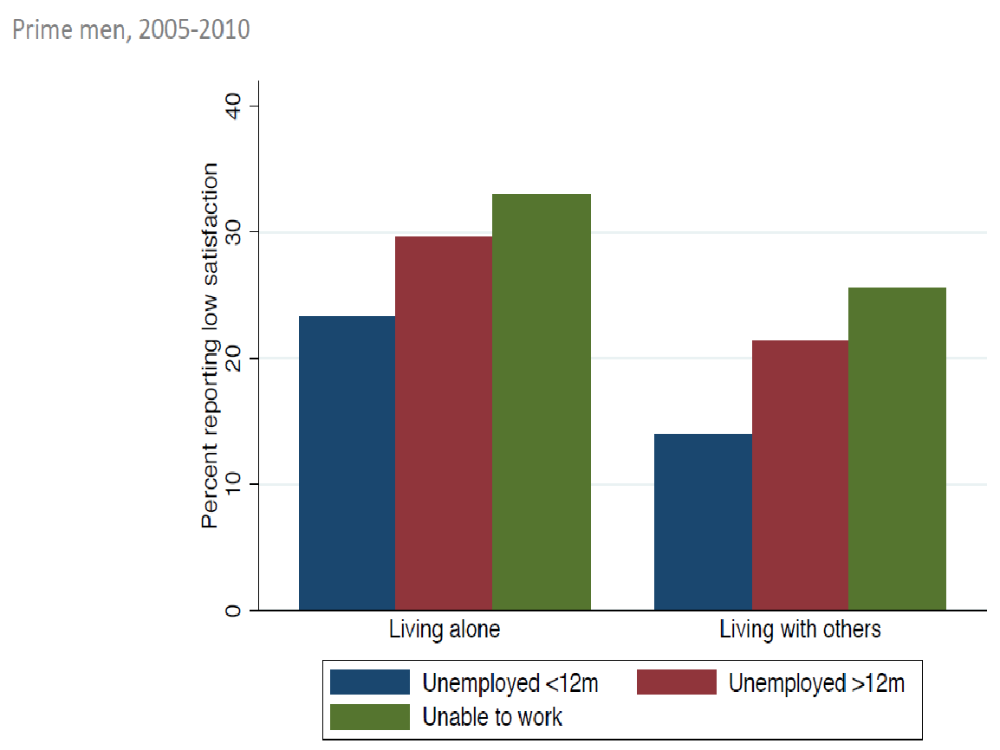 Prime men, 2005-2010
Percent reporting low satisfaction
40
30
20
10
0
Living alone
Living with others
Unemployed <12m
Unemployed >12m
Unable to work